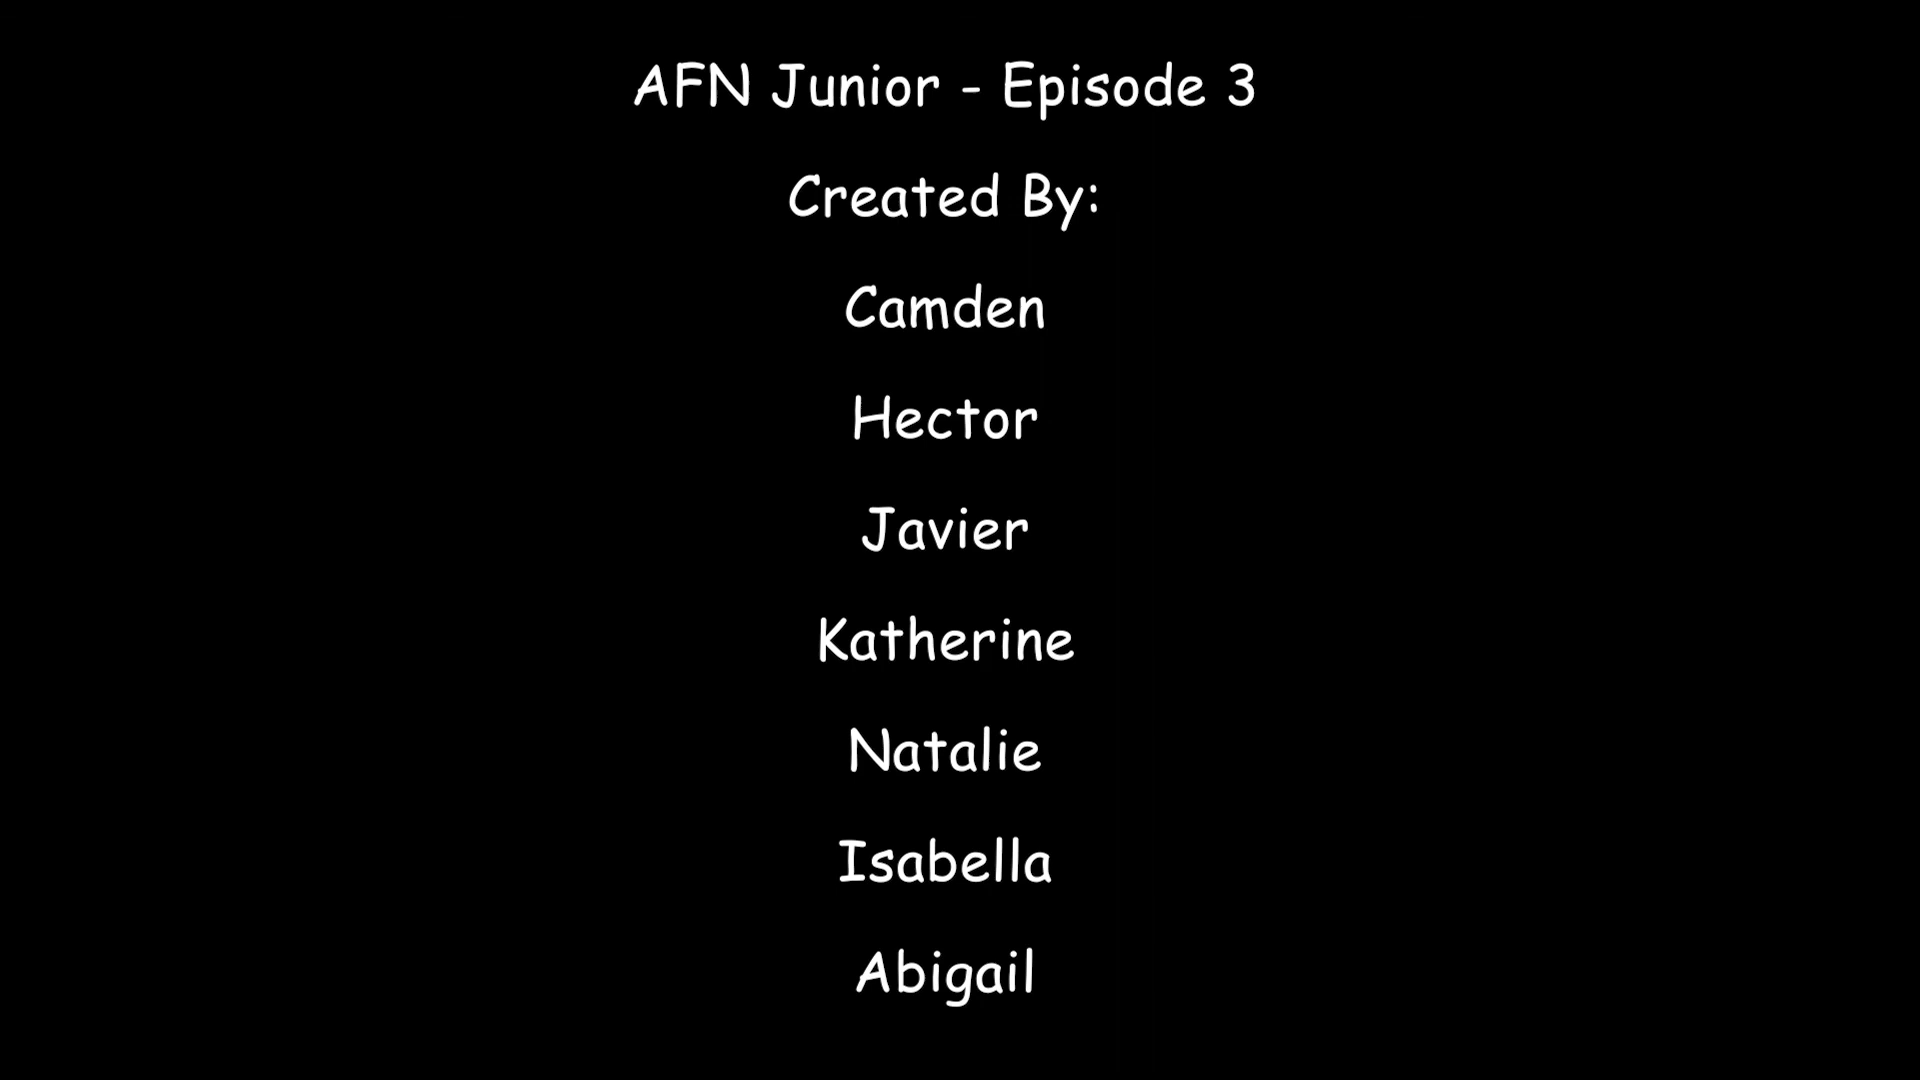 AFN Junior - Episode 3
Created By:
Camden
Hector
Javier
Katherine
Natalie
Isabella
Abigail